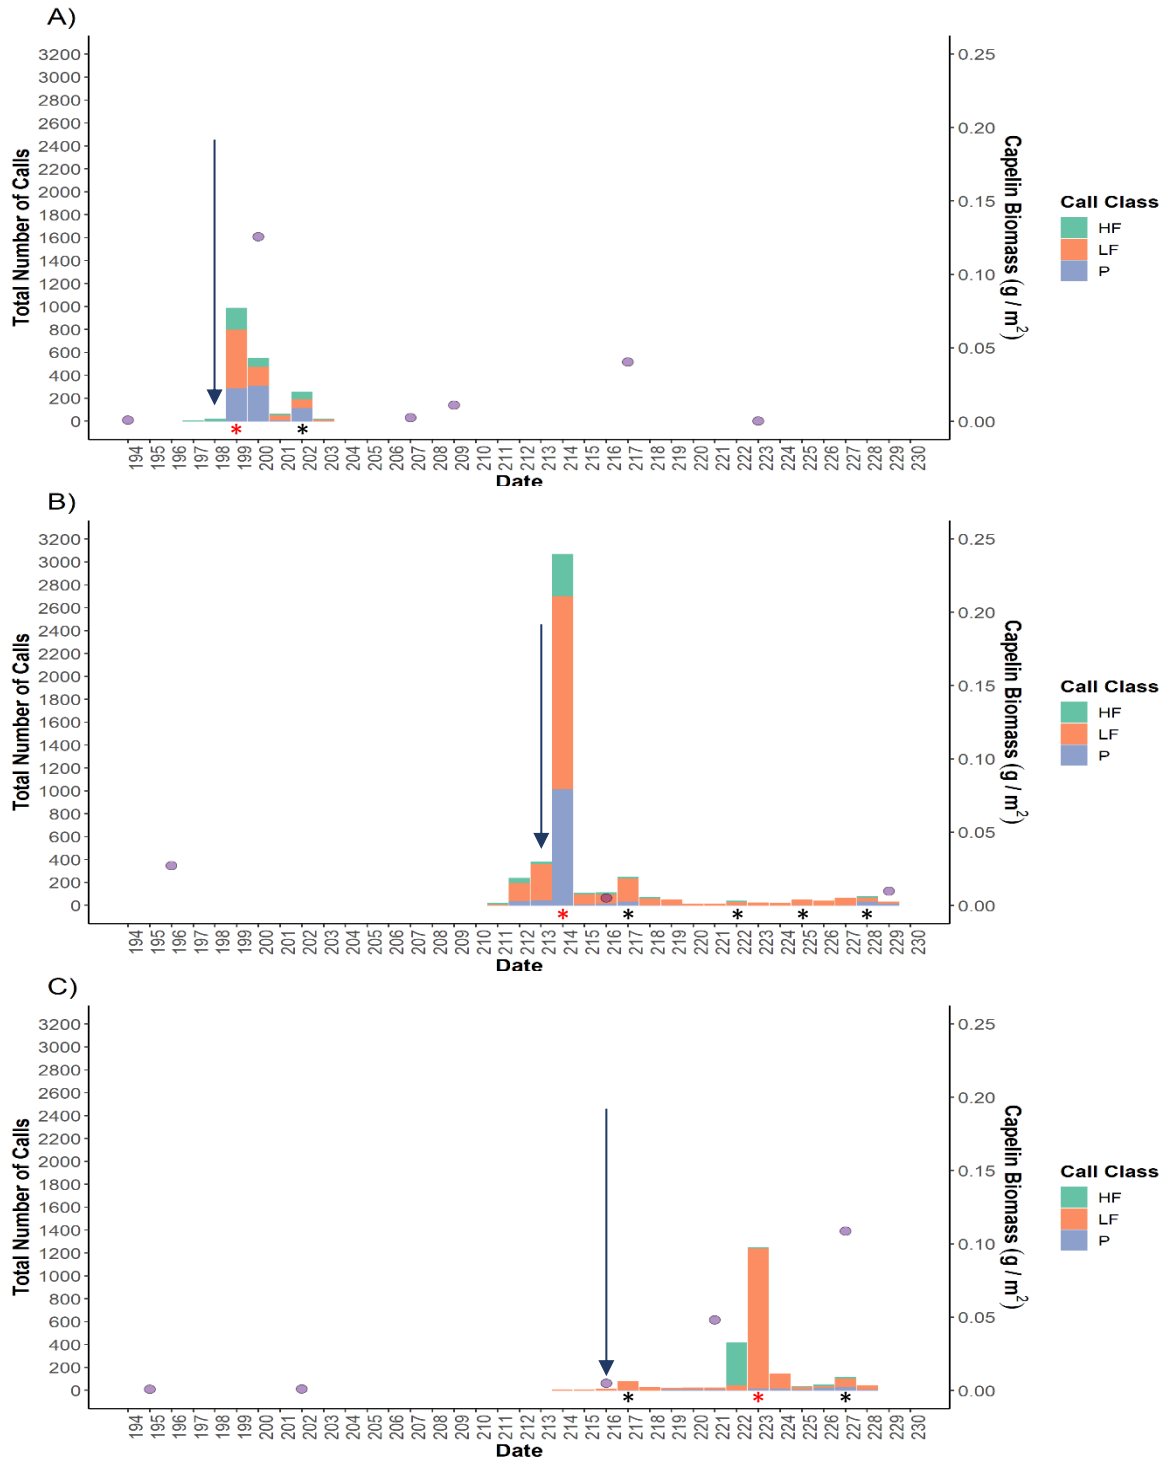 A)
3200
3000
2800
2600
2400
2200
2000
1800
1600
1400
1200
1000
800
600
400
200
0
Total Number of Calls
0.25
0.20
0.15
0.10
0.05
0.00
Capelin Biomass (g / m²)
Call Class
HF
LF
P
* *
194 195 196 197 198 199 200 201 202 203 204 205 206 207 208 209 210 211 212 213 214 215 216 217 218 219 220 221 222 223 224 225 226 227 228 229 230
Date
B)
3200
3000
2800
2600
2400
2200
2000
1800
1600
1400
1200
1000
800
600
400
200
0
Total Number of Calls
0.25
0.20
0.15
0.10
0.05
0.00
Capelin Biomass (g / m²)
Call Class
HF
LF
P
* * * * *
194 195 196 197 198 199 200 201 202 203 204 205 206 207 208 209 210 211 212 213 214 215 216 217 218 219 220 221 222 223 224 225 226 227 228 229 230
Date
C)
3200
3000
2800
2600
2400
2200
2000
1800
1600
1400
1200
1000
800
600
400
200
0
Total Number of Calls
0.25
0.20
0.15
0.10
0.05
0.00
Capelin Biomass (g / m²)
Call Class
HF
LF
P
* * *
194 195 196 197 198 199 200 201 202 203 204 205 206 207 208 209 210 211 212 213 214 215 216 217 218 219 220 221 222 223 224 225 226 227 228 229 230
Date